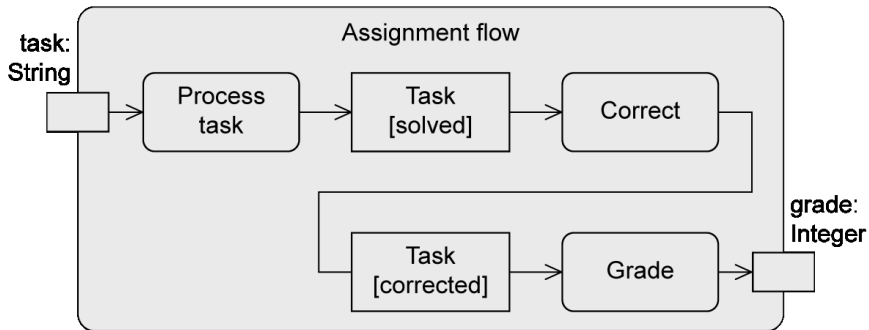 Assignment flow
task:
String
Process
task
Task
[solved]
Correct
grade:
Integer
Task
[corrected]
Grade